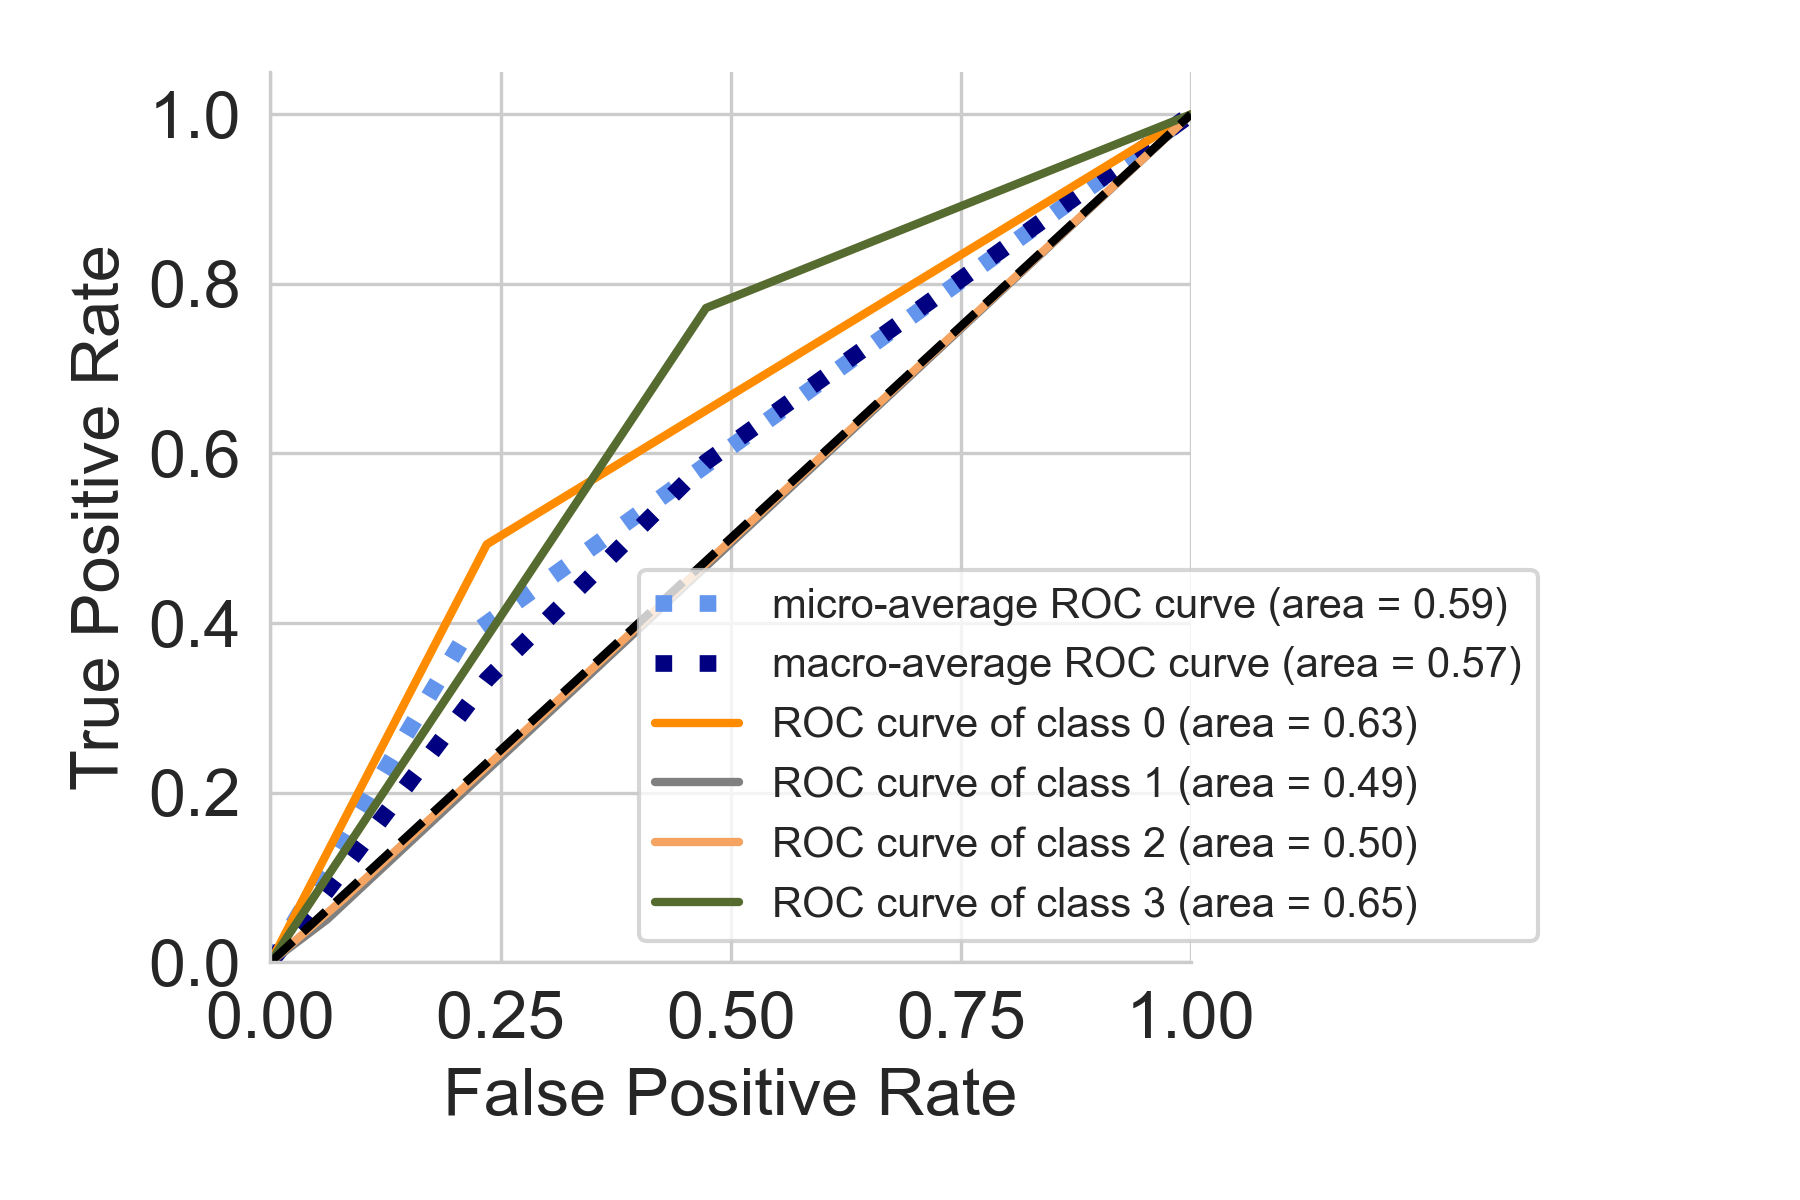 True Positive Rate
1.0
0.8
0.6
0.4
0.2
0.0
0.00 0.25 0.50 0.75 1.00
False Positive Rate
micro-average ROC curve (area = 0.59)
macro-average ROC curve (area = 0.57)
ROC curve of class 0 (area = 0.63)
ROC curve of class 1 (area = 0.49)
ROC curve of class 2 (area = 0.50)
ROC curve of class 3 (area = 0.65)